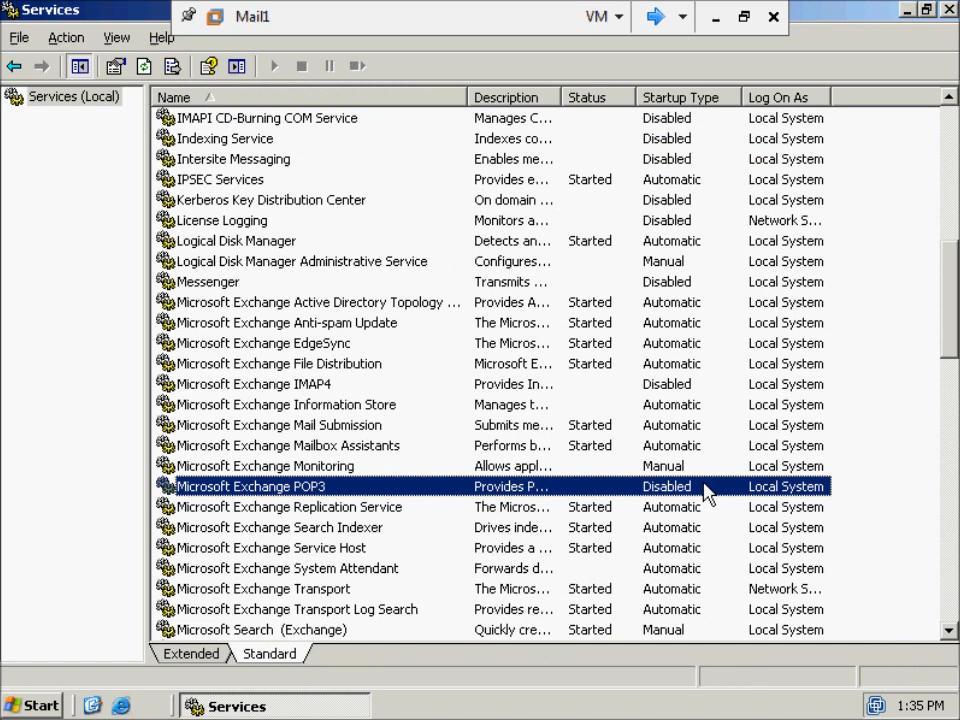 Services
Mail1
VM
File Action View Help
Services (Local)
Name Description Status Startup Type Log On As
IMAPI CD-Burning COM Service Manages C... Disabled Local System
Indexing Service Indexes co... Disabled Local System
Intersite Messaging Enables me... Disabled Local System
IPSEC Services Provides e... Started Automatic Local System
Kerberos Key Distribution Center On domain ... Disabled Local System
License Logging Monitors a... Disabled Network S...
Logical Disk Manager Detects an... Started Automatic Local System
Logical Disk Manager Administrative Service Configures... Manual Local System
Messenger Transmits ... Disabled Local System
Microsoft Exchange Active Directory Topology ... Provides A... Started Automatic Local System
Microsoft Exchange Anti-spam Update The Micros... Started Automatic Local System
Microsoft Exchange EdgeSync The Micros... Started Automatic Local System
Microsoft Exchange File Distribution Microsoft E... Started Automatic Local System
Microsoft Exchange IMAP4 Provides In... Disabled Local System
Microsoft Exchange Information Store Manages t... Automatic Local System
Microsoft Exchange Mail Submission Submits me... Started Automatic Local System
Microsoft Exchange Mailbox Assistants Performs b... Started Automatic Local System
Microsoft Exchange Monitoring Allows appl... Manual Local System
Microsoft Exchange POP3 Provides P... Disabled Local System
Microsoft Exchange Replication Service The Micros... Started Automatic Local System
Microsoft Exchange Search Indexer Drives inde... Started Automatic Local System
Microsoft Exchange Service Host Provides a ... Started Automatic Local System
Microsoft Exchange System Attendant Forwards d... Automatic Local System
Microsoft Exchange Transport The Micros... Started Automatic Network S...
Microsoft Exchange Transport Log Search Provides re... Started Automatic Local System
Microsoft Search (Exchange) Quickly cre... Started Manual Local System
Extended Standard
Start Services 1:35 PM